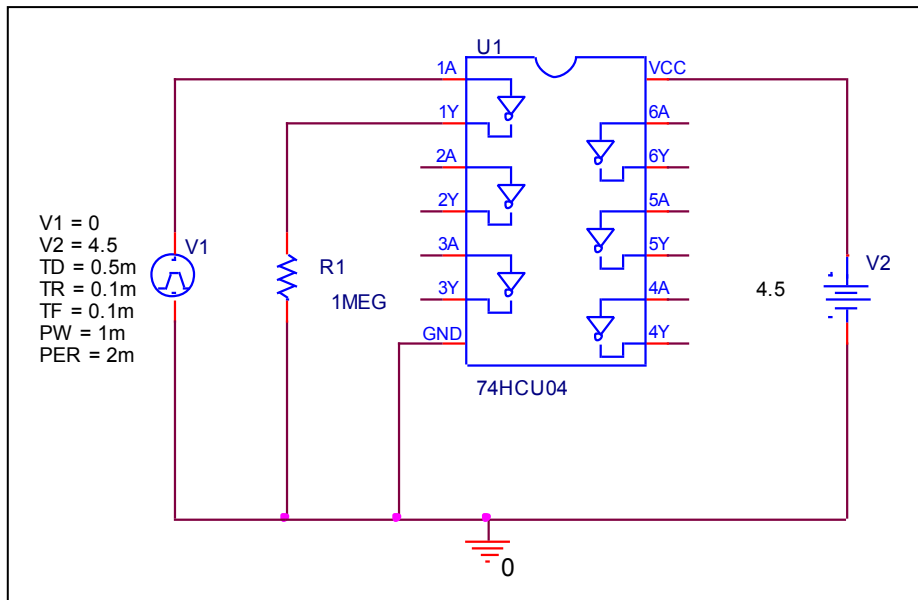 U1
1A
VCC
1Y
6A
2A
6Y
2Y
5A
3A
5Y
3Y
4A
GND
4Y
74HCU04
V1 = 0
V2 = 4.5
TD = 0.5m
TR = 0.1m
TF = 0.1m
PW = 1m
PER = 2m
V1
R1
1MEG
4.5
V2
0